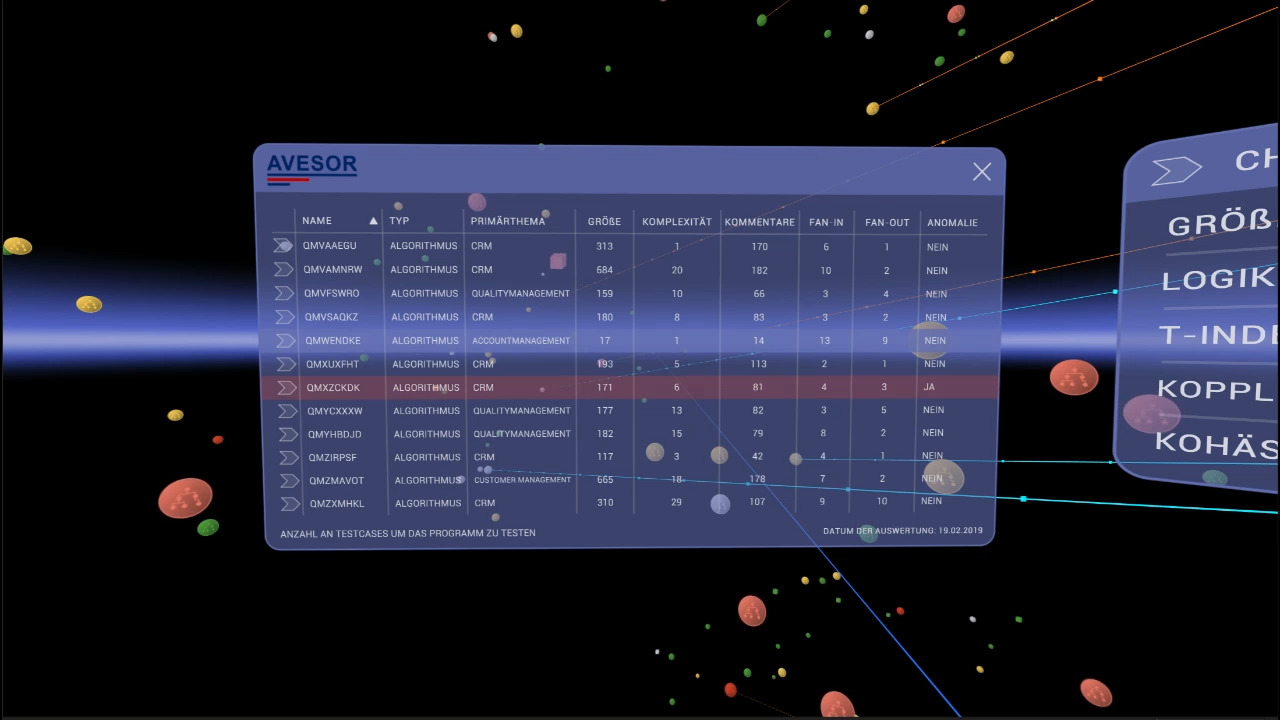 AVESOR
NAME TYP PRIMÄRTHEMA GRÖßE KOMPLEXITÄT KOMMENTARE FAN-IN FAN-OUT ANOMALIE
QMVAAEGU ALGORITHMUS CRM 313 1 170 6 1 NEIN
QMVAMNRW ALGORITHMUS CRM 684 20 182 10 2 NEIN
QMVFSWRO ALGORITHMUS QUALITYMANAGEMENT 159 10 66 3 4 NEIN
QMVSAQKZ ALGORITHMUS CRM 180 8 83 3 2 NEIN
QMWENDKE ALGORITHMUS ACCOUNTMANAGEMENT 17 1 14 13 9 NEIN
QMXUXFHT ALGORITHMUS CRM 193 5 113 2 1 NEIN
QMXZCKDK ALGORITHMUS CRM 171 6 81 4 3 JA
QMYCXXXW ALGORITHMUS QUALITYMANAGEMENT 177 13 82 3 5 NEIN
QMYHBDJD ALGORITHMUS QUALITYMANAGEMENT 182 15 79 8 2 NEIN
QMZIRPSF ALGORITHMUS CRM 117 3 42 4 1 NEIN
QMZMAVOT ALGORITHMUS CUSTOMER MANAGEMENT 665 18 178 7 2 NEIN
QMZXMHKL ALGORITHMUS CRM 310 29 107 9 10 NEIN
ANZAHL AN TESTCASES UM DAS PROGRAMM ZU TESTEN
DATUM DER AUSWERTUNG: 19.02.2019
CH
GRÖß
LOGIK
T-INDE
KOPPL
KOHÄS